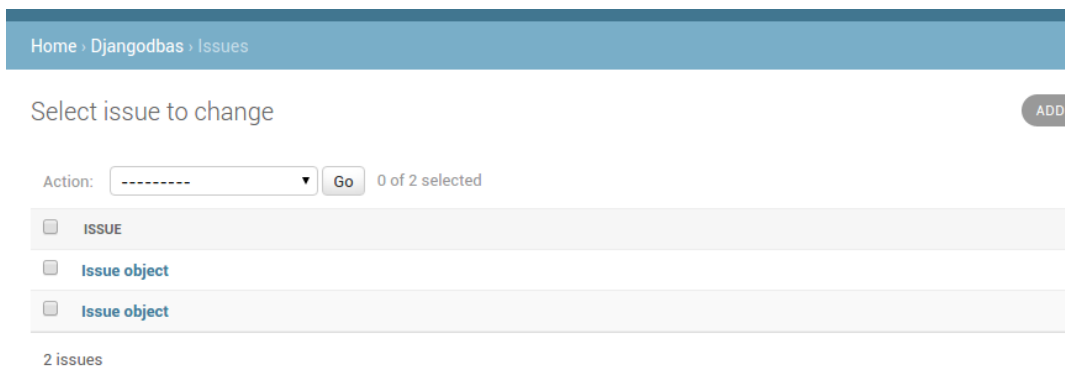 Home › Djangodbas › Issues
Select issue to change
ADD
Action: --------- Go 0 of 2 selected
ISSUE
Issue object
Issue object
2 issues